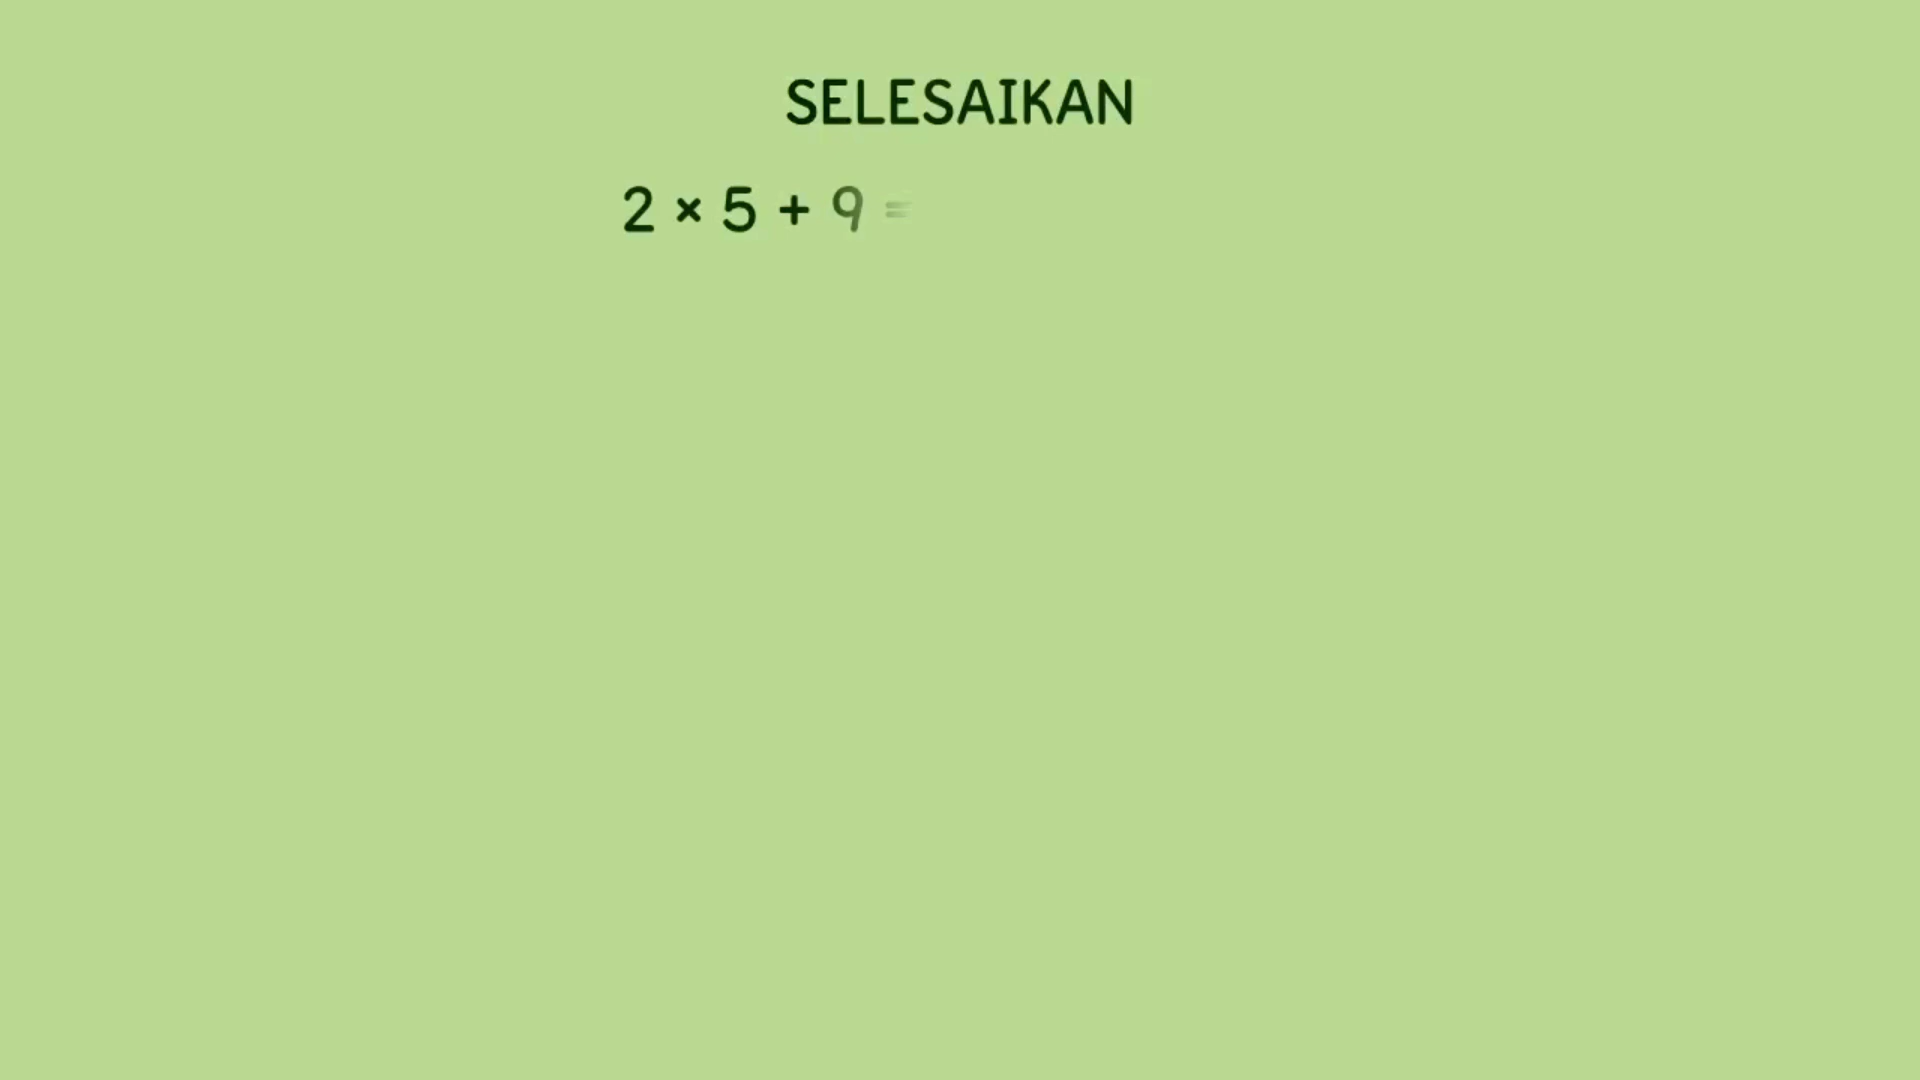 SELESAIKAN
2 × 5 + 9 =